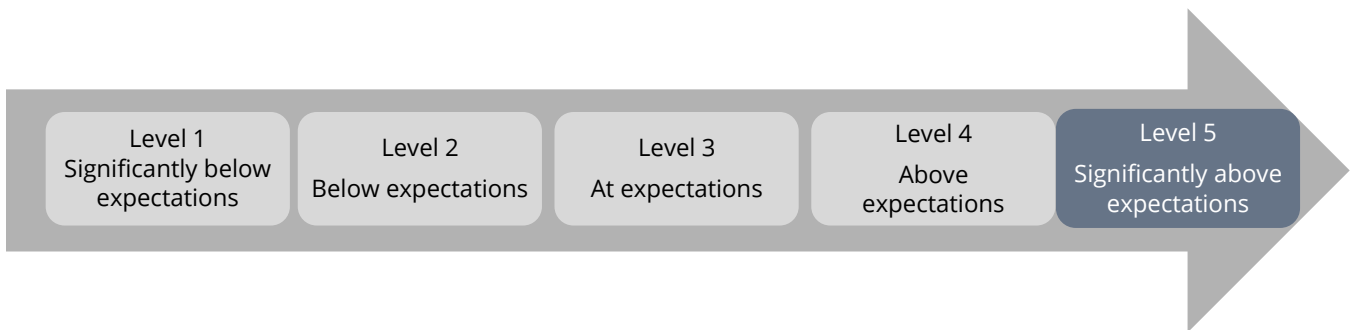 Level 1
Significantly below
expectations
Level 2
Below expectations
Level 3
At expectations
Level 4
Above
expectations
Level 5
Significantly above
expectations